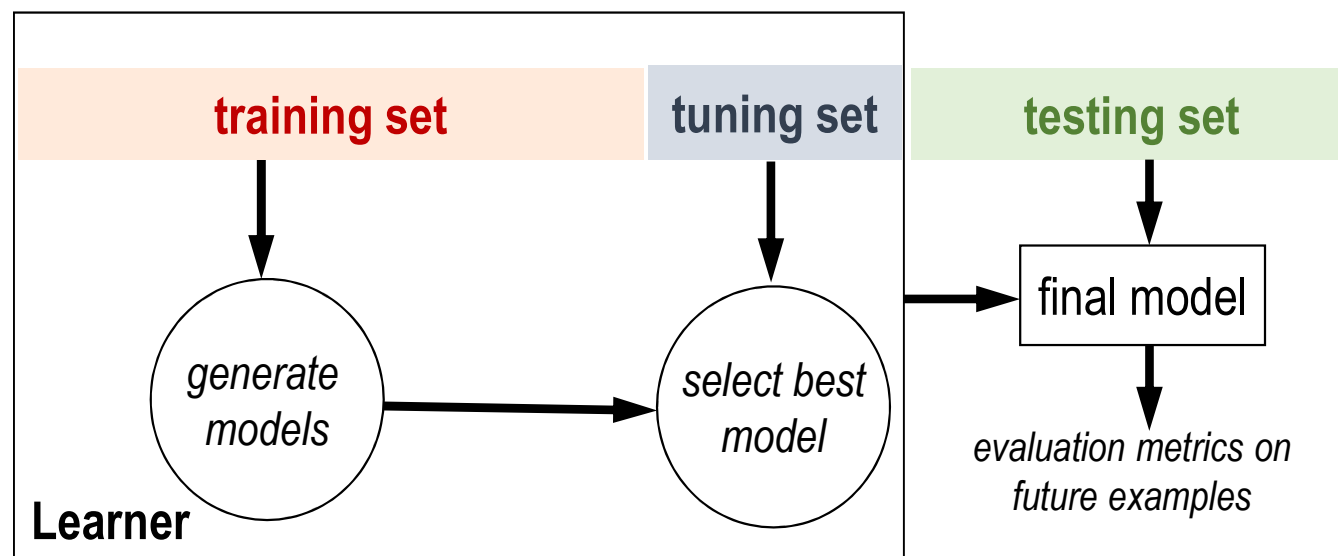 training set
tuning set
testing set
generate
models
select best
model
final model
evaluation metrics on
future examples
Learner